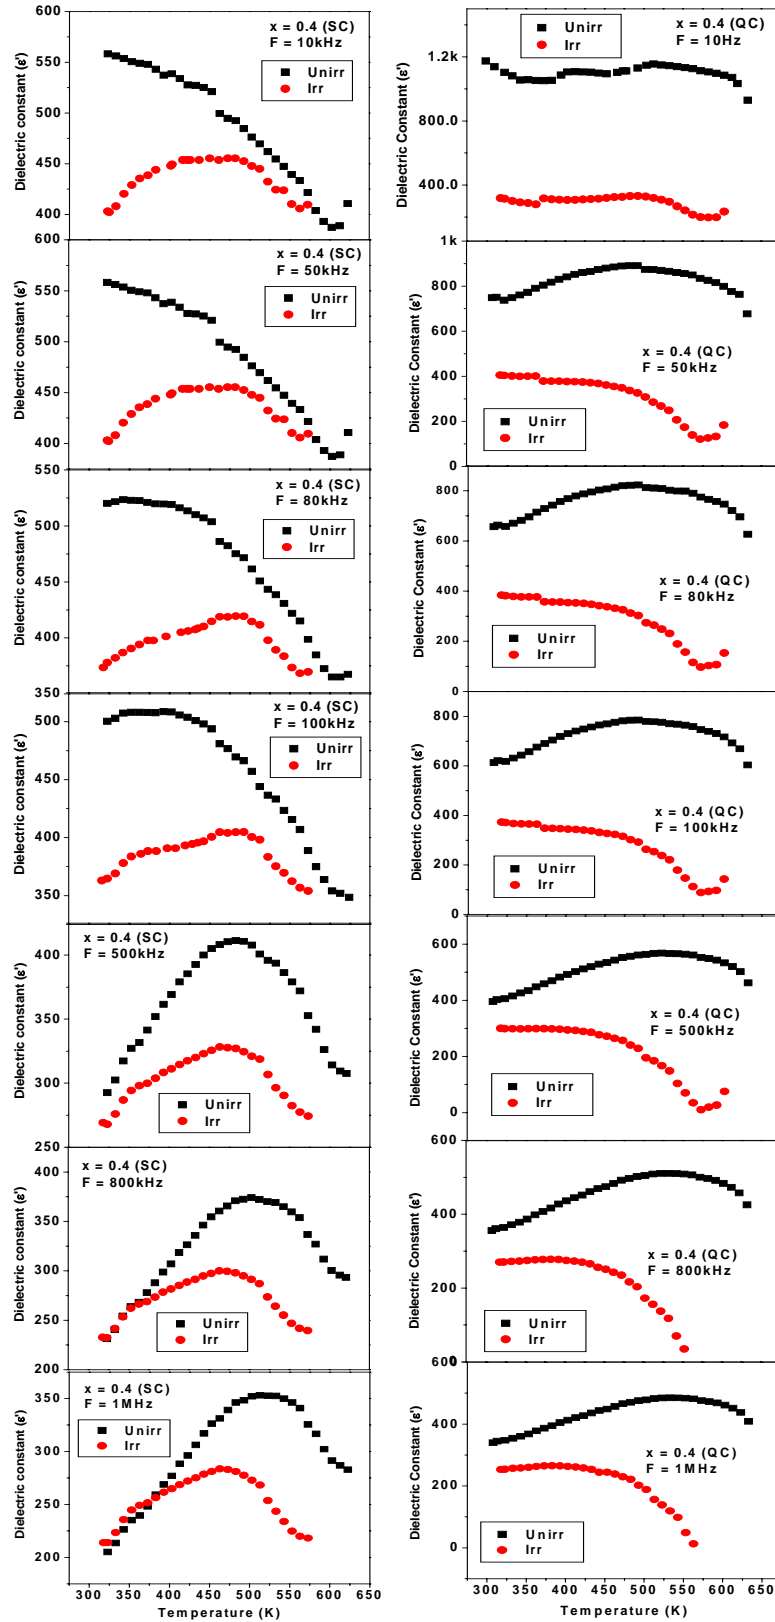 x = 0.4 (SC)
F = 10kHz
Unirr
Irr
Dielectric constant (ε')
600
550
500
450
400
x = 0.4 (SC)
F = 50kHz
Unirr
Irr
Dielectric constant (ε')
600
550
500
450
400
x = 0.4 (SC)
F = 80kHz
Unirr
Irr
Dielectric constant (ε')
550
500
450
400
350
x = 0.4 (SC)
F = 100kHz
Unirr
Irr
Dielectric constant (ε')
500
450
400
350
x = 0.4 (SC)
F = 500kHz
Unirr
Irr
Dielectric constant (ε')
400
350
300
250
x = 0.4 (SC)
F = 800kHz
Unirr
Irr
Dielectric constant (ε')
400
350
300
250
200
x = 0.4 (SC)
F = 1MHz
Unirr
Irr
Dielectric constant (ε')
350
300
250
200
300 350 400 450 500 550 600 650
Temperature (K)
x = 0.4 (QC)
F = 10Hz
Unirr
Irr
Dielectric Constant (ε')
1.2k
800.0
400.0
x = 0.4 (QC)
F = 50kHz
Unirr
Irr
Dielectric Constant (ε')
1k
800
600
400
200
0
x = 0.4 (QC)
F = 80kHz
Unirr
Irr
Dielectric Constant (ε')
800
600
400
200
0
x = 0.4 (QC)
F = 100kHz
Unirr
Irr
Dielectric Constant (ε')
800
600
400
200
0
x = 0.4 (QC)
F = 500kHz
Unirr
Irr
Dielectric Constant (ε')
600
400
200
0
x = 0.4 (QC)
F = 800kHz
Unirr
Irr
Dielectric Constant (ε')
600
400
200
x = 0.4 (QC)
F = 1MHz
Unirr
Irr
Dielectric Constant (ε')
400
200
0
300 350 400 450 500 550 600 650
Temperature (K)